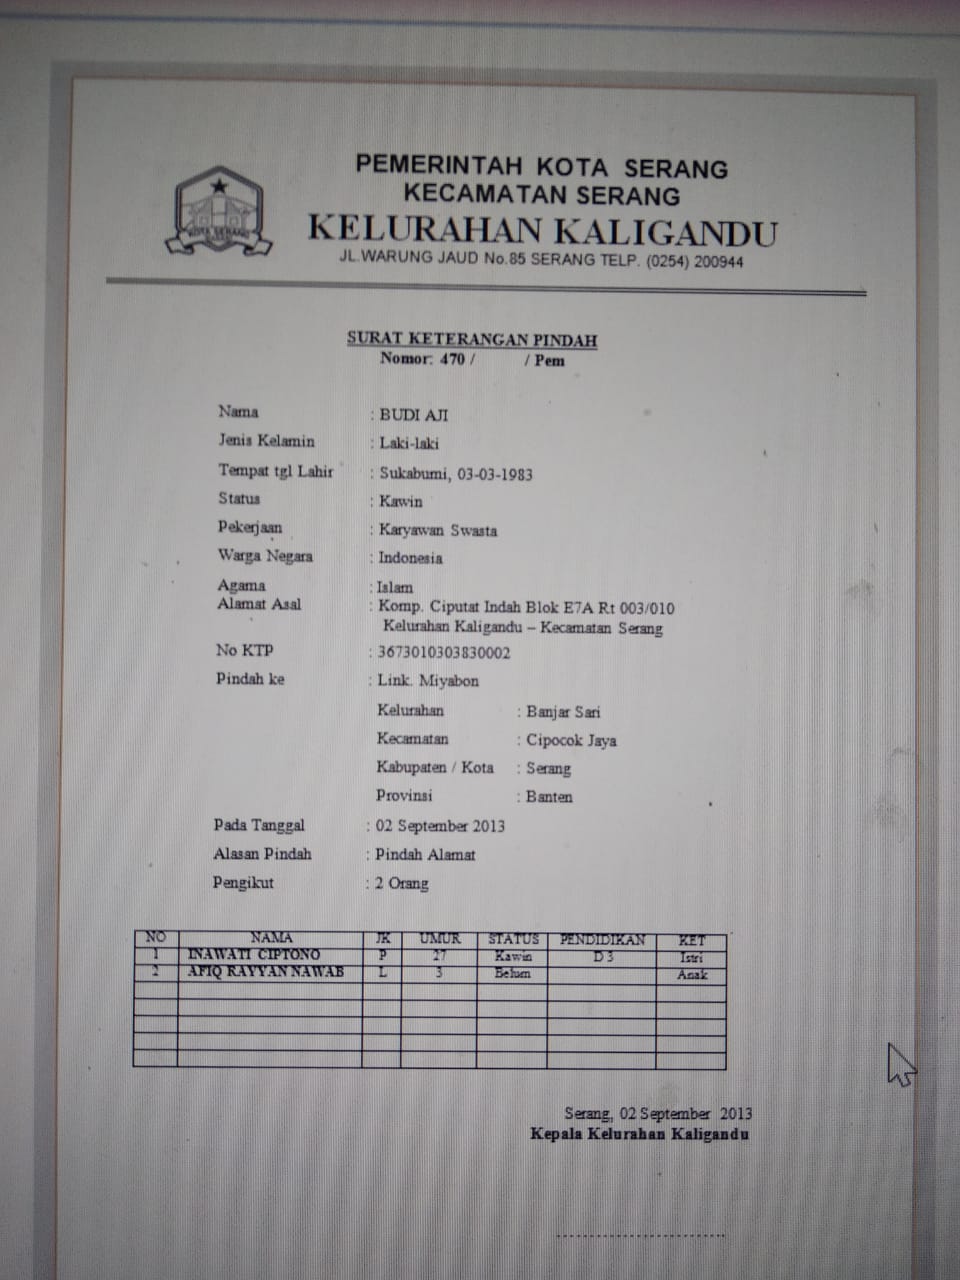 PEMERINTAH KOTA SERANG
KECAMATAN SERANG
KELURAHAN KALIGANDU
JL.WARUNG JAUD No.85 SERANG TELP. (0254) 200944
KOTA SERANG
SURAT KETERANGAN PINDAH
Nomor: 470 / / Pem
Nama : BUDI AJI
Jenis Kelamin : Laki-laki
Tempat tgl Lahir : Sukabumi, 03-03-1983
Status : Kawin
Pekerjaan : Karyawan Swasta
Warga Negara : Indonesia
Agama : Islam
Alamat Asal : Komp. Ciputat Indah Blok E7A Rt 003/010
Kelurahan Kaligandu – Kecamatan Serang
No KTP : 3673010303830002
Pindah ke : Link. Miyabon
Kelurahan : Banjar Sari
Kecamatan : Cipocok Jaya
Kabupaten / Kota : Serang
Provinsi : Banten
Pada Tanggal : 02 September 2013
Alasan Pindah : Pindah Alamat
Pengikut : 2 Orang
NO NAMA JK UMUR STATUS PENDIDIKAN KET
1 INAWATI CIPTONO P 27 Kawin D 3 Istri
2 AFIQ RAYYAN NAWAB L 3 Belum Anak
Serang, 02 September 2013
Kepala Kelurahan Kaligandu